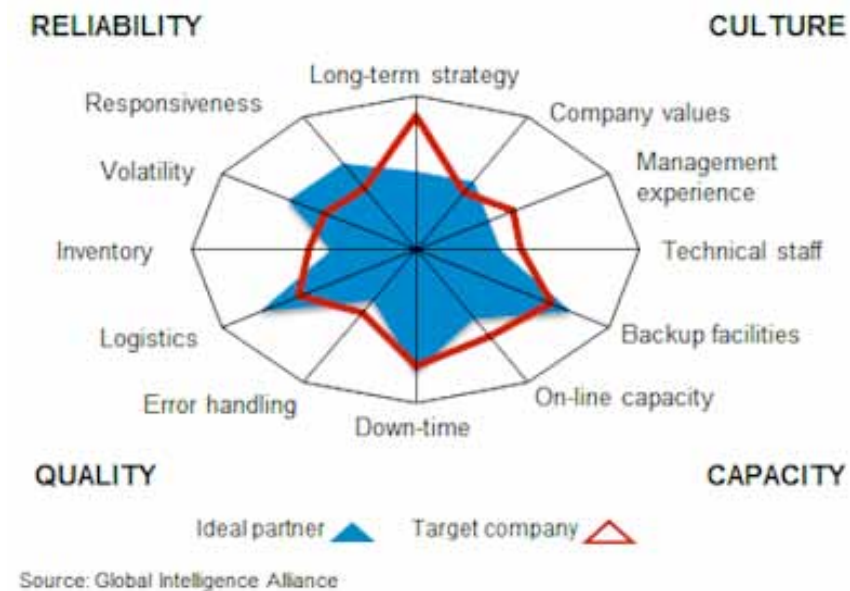 RELIABILITY
CULTURE
Long-term strategy
Responsiveness
Company values
Volatility
Management
experience
Inventory
Technical staff
Logistics
Backup facilities
Error handling
On-line capacity
Down-time
QUALITY
CAPACITY
Ideal partner
Target company
Source: Global Intelligence Alliance